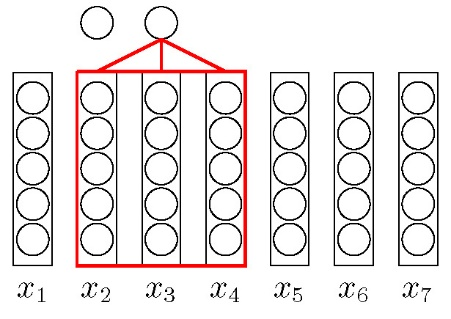 x₁ x₂ x₃ x₄ x₅ x₆ x₇